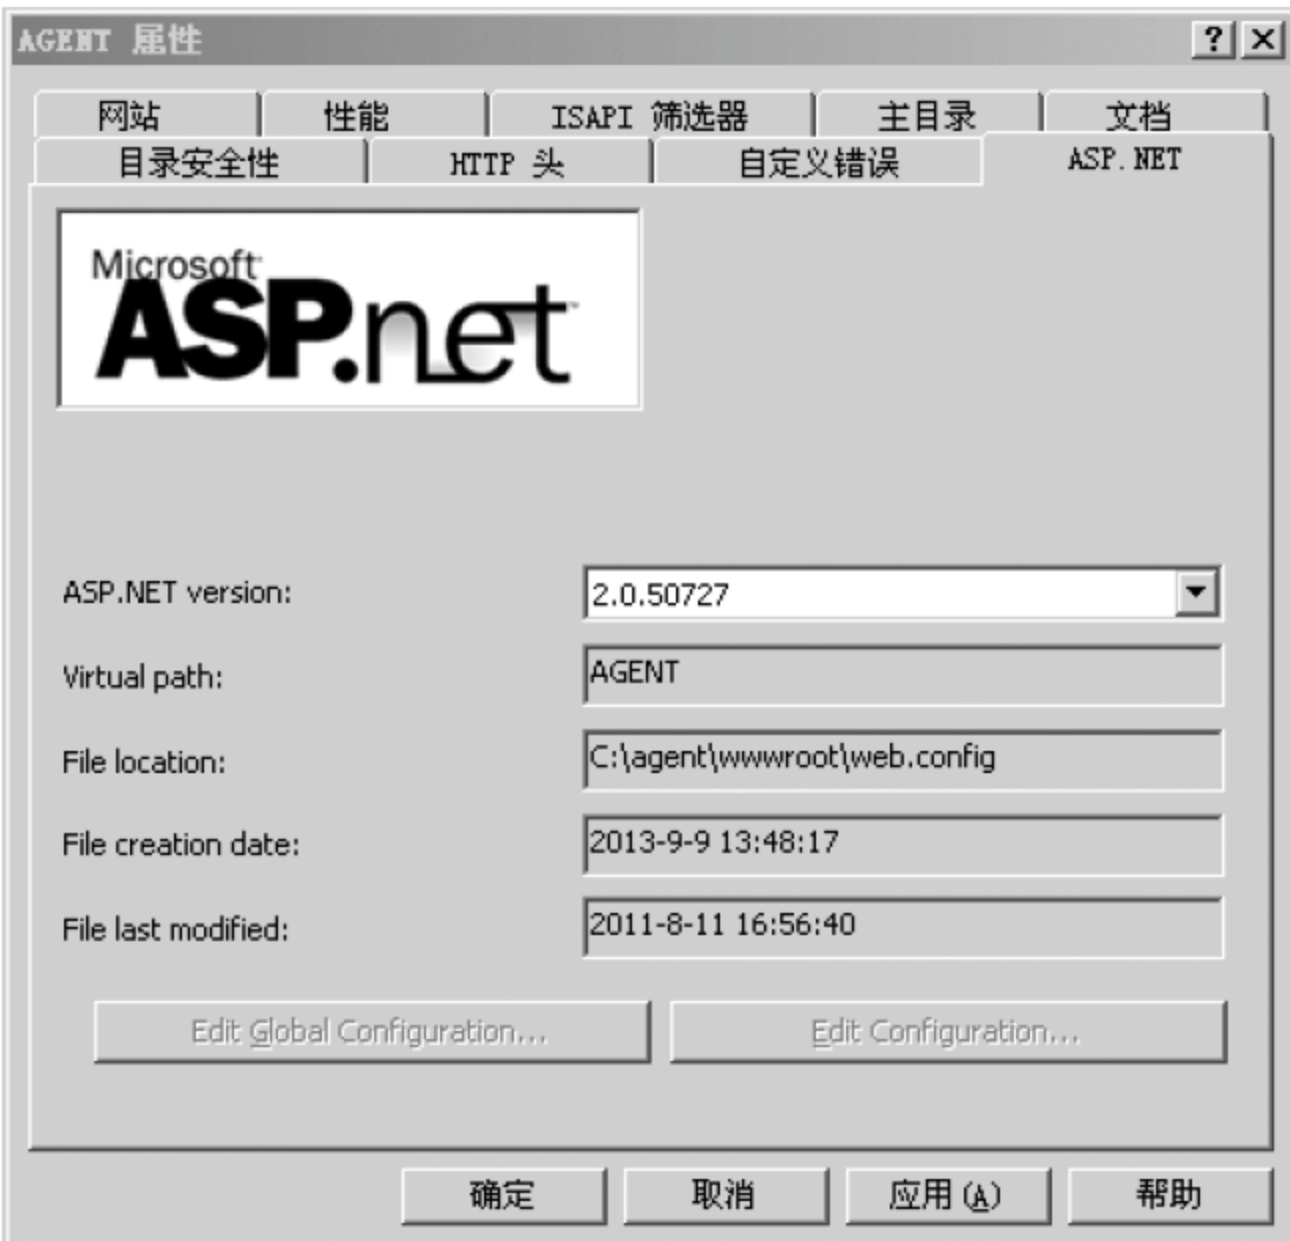 AGENT 属性
网站 性能 ISAPI 筛选器 主目录 文档
目录安全性 HTTP 头 自定义错误 ASP.NET
Microsoft
ASP.net
ASP.NET version: 2.0.50727
Virtual path: AGENT
File location: C:\agent\wwwroot\web.config
File creation date: 2013-9-9 13:48:17
File last modified: 2011-8-11 16:56:40
Edit Global Configuration... Edit Configuration...
确定 取消 应用(A) 帮助